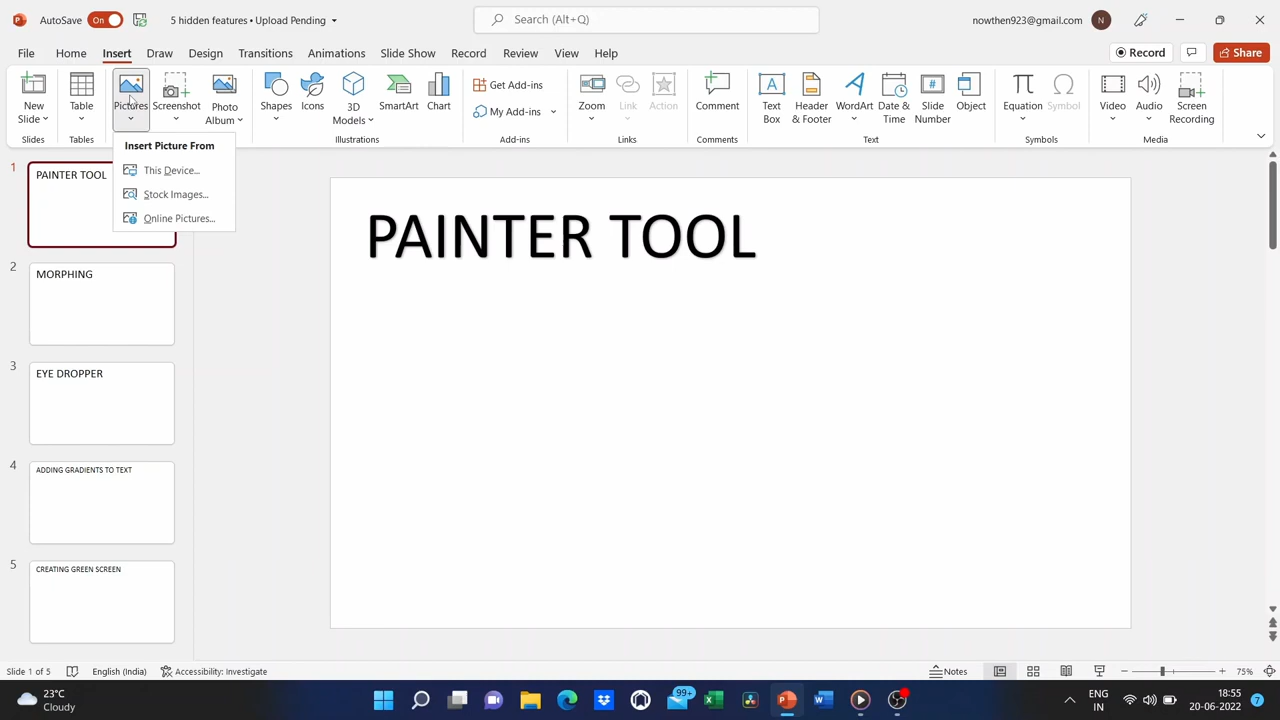 AutoSave On 5 hidden features • Upload Pending Search (Alt+Q) nowthen923@gmail.com N
File Home Insert Draw Design Transitions Animations Slide Show Record Review View Help Record Share
New Slide
Slides
Table
Tables
Pictures
Screenshot
Photo Album
Shapes
Icons
3D Models
SmartArt
Chart
Illustrations
Get Add-ins
My Add-ins
Add-ins
Zoom
Link
Action
Links
Comment
Comments
Text Box
Header & Footer
WordArt
Date & Time
Slide Number
Object
Text
Equation
Symbol
Symbols
Video
Audio
Screen Recording
Media
Insert Picture From
This Device...
Stock Images...
Online Pictures...
1
PAINTER TOOL
2
MORPHING
3
EYE DROPPER
4
ADDING GRADIENTS TO TEXT
5
CREATING GREEN SCREEN
PAINTER TOOL
Slide 1 of 5 English (India) Accessibility: Investigate Notes 75%
23°C
Cloudy
99+
ENG
IN
18:55
20-06-2022